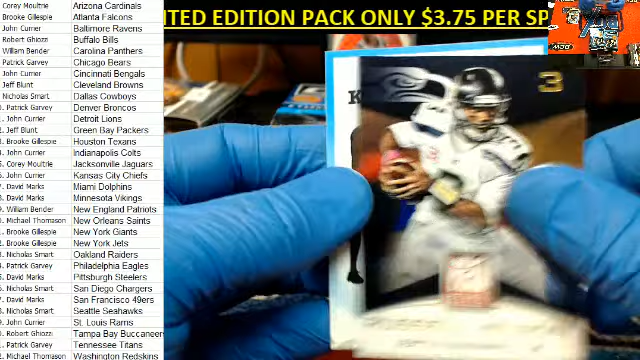 ITED EDITION PACK ONLY $3.75 PER SP
Corey Moultrie Arizona Cardinals
Brooke Gillespie Atlanta Falcons
John Currier Baltimore Ravens
Robert Ghiozzi Buffalo Bills
William Bender Carolina Panthers
Patrick Garvey Chicago Bears
John Currier Cincinnati Bengals
Jeff Blunt Cleveland Browns
Nicholas Smart Dallas Cowboys
Patrick Garvey Denver Broncos
John Currier Detroit Lions
Jeff Blunt Green Bay Packers
Brooke Gillespie Houston Texans
John Currier Indianapolis Colts
Corey Moultrie Jacksonville Jaguars
John Currier Kansas City Chiefs
David Marks Miami Dolphins
David Marks Minnesota Vikings
William Bender New England Patriots
Michael Thomason New Orleans Saints
Brooke Gillespie New York Giants
Brooke Gillespie New York Jets
Nicholas Smart Oakland Raiders
Patrick Garvey Philadelphia Eagles
David Marks Pittsburgh Steelers
Nicholas Smart San Diego Chargers
David Marks San Francisco 49ers
Nicholas Smart Seattle Seahawks
John Currier St. Louis Rams
Robert Ghiozzi Tampa Bay Buccaneers
Patrick Garvey Tennessee Titans
Michael Thomason Washington Redskins
3
K